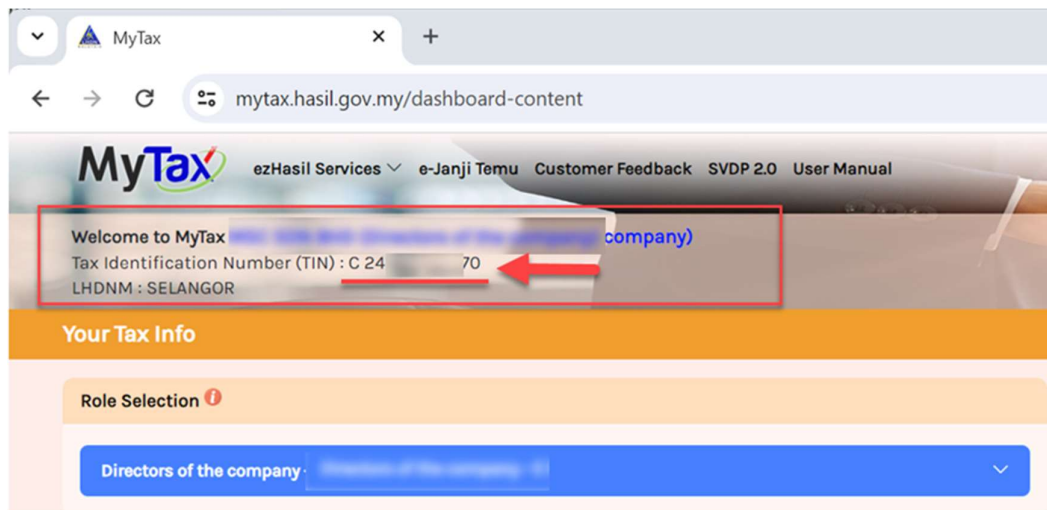 MyTax
mytax.hasil.gov.my/dashboard-content
MyTax ezHasil Services e-Janji Temu Customer Feedback SVDP 2.0 User Manual
Welcome to MyTax company)
Tax Identification Number (TIN) : C 24 70
LHDNM : SELANGOR
Your Tax Info
Role Selection
Directors of the company